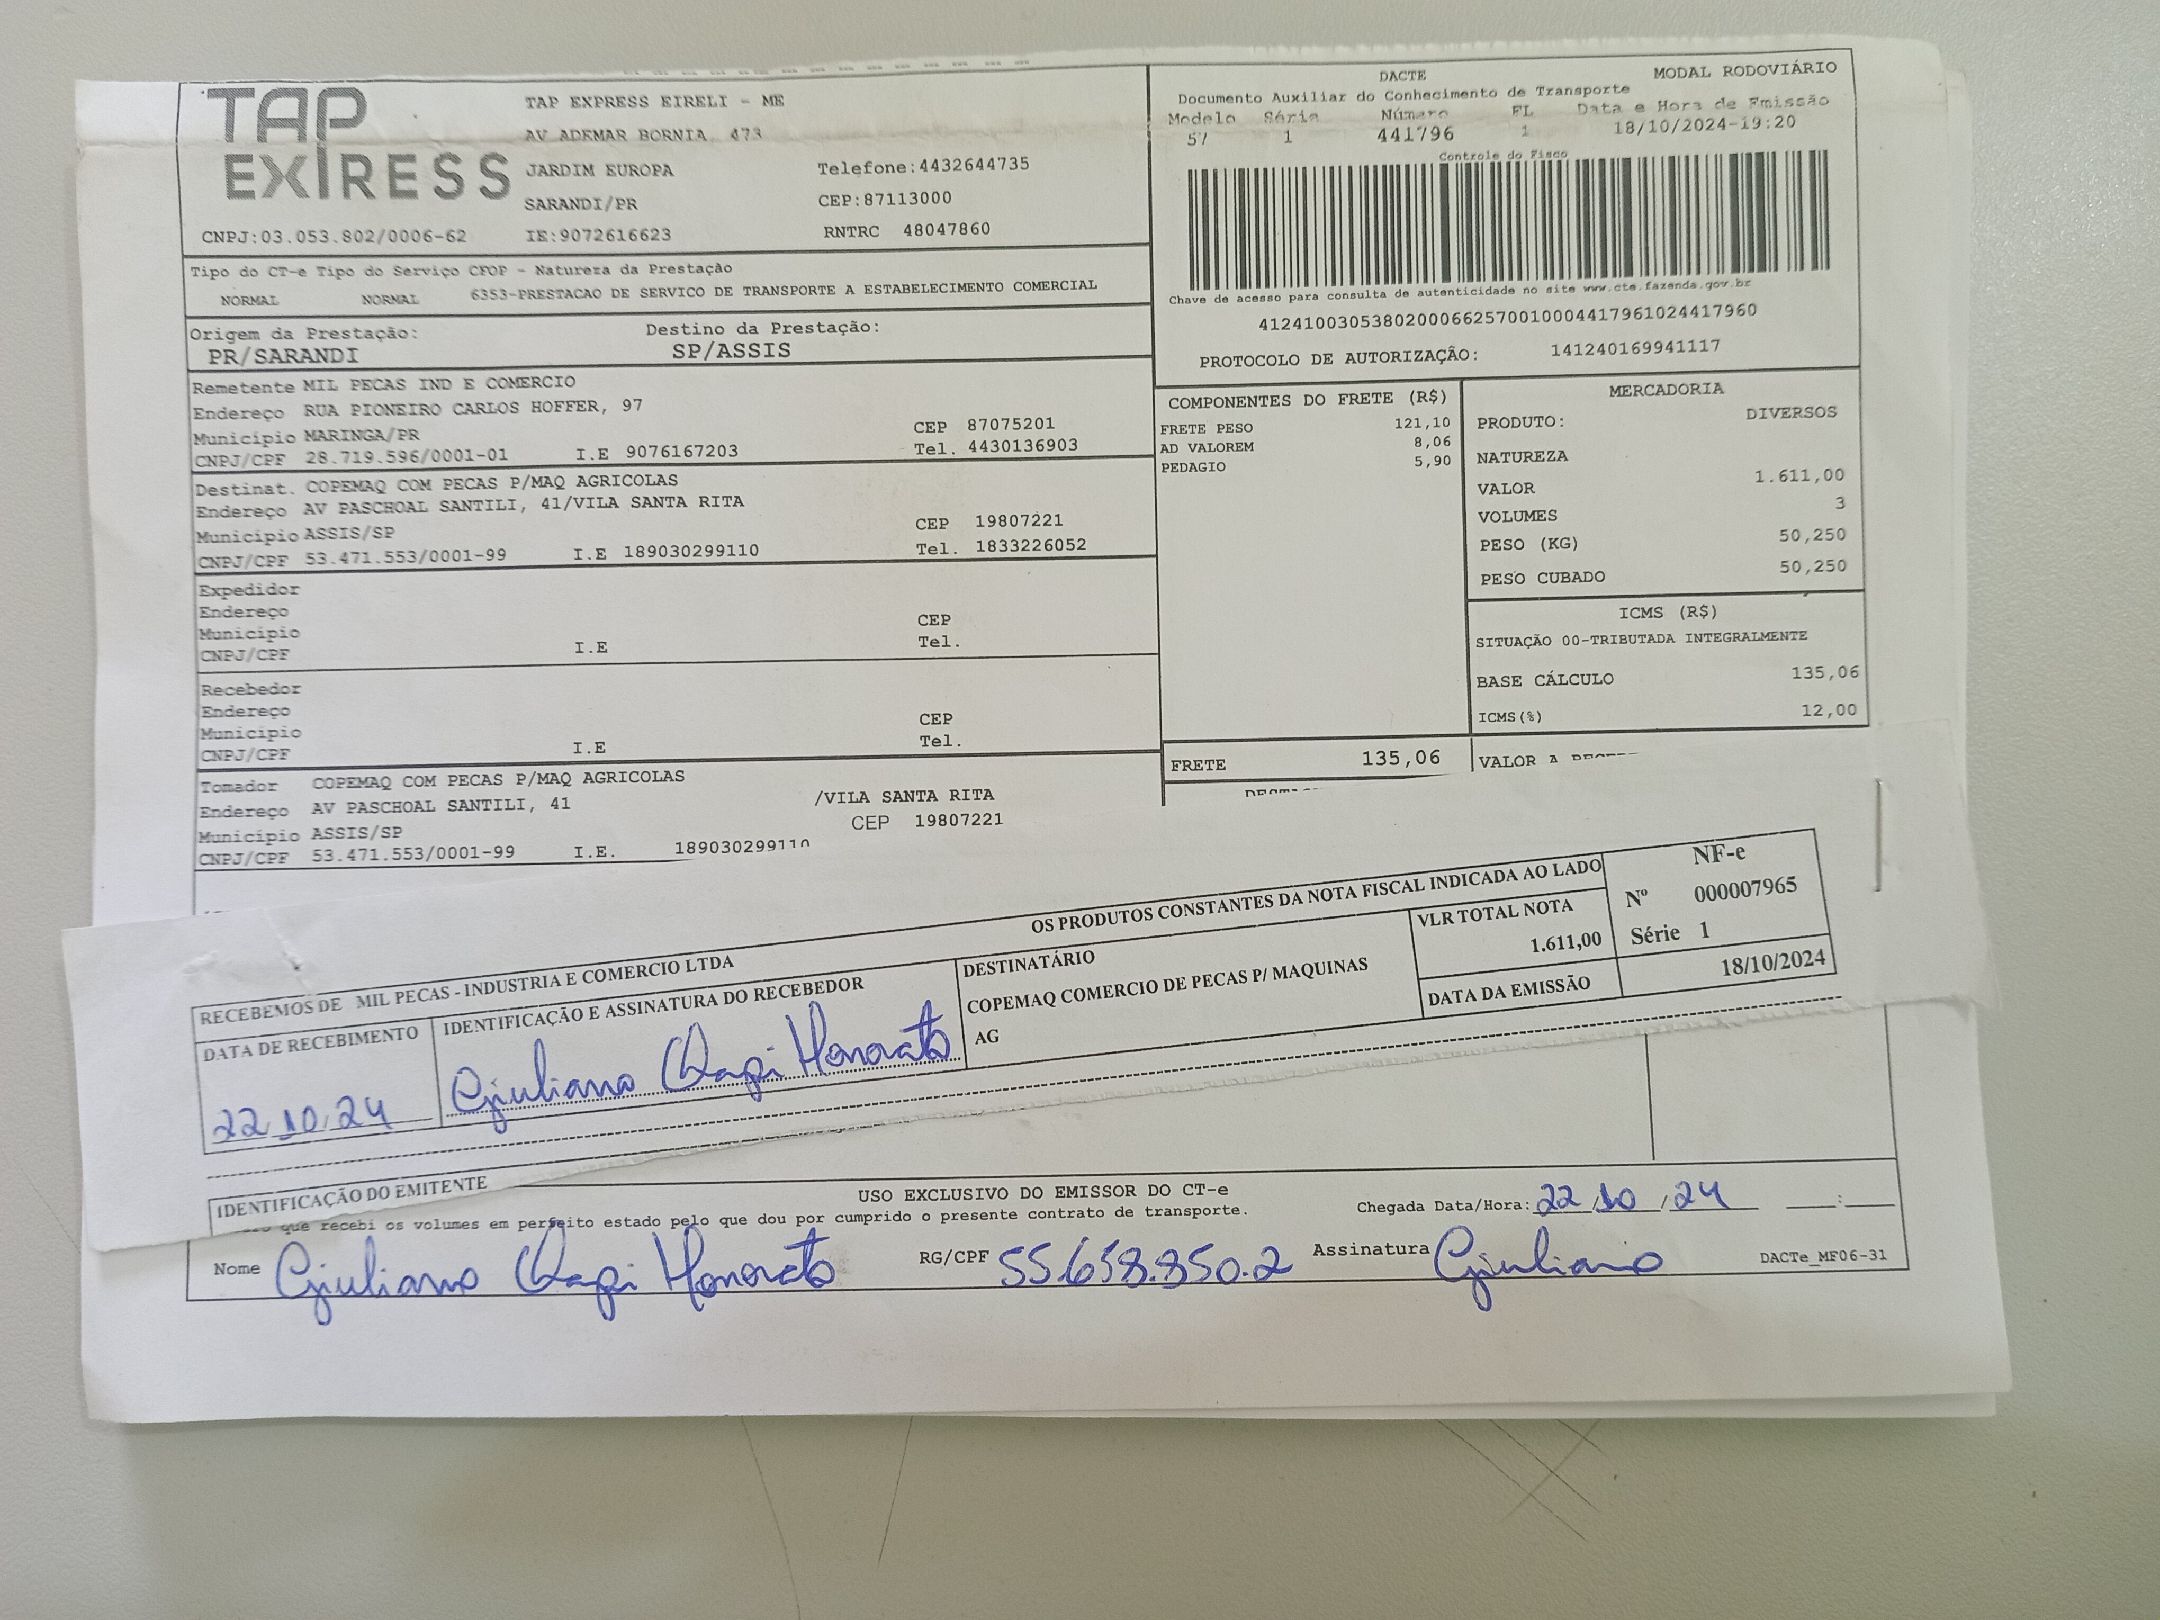 TAP EXPRESS
TAP EXPRESS EIRELI - ME
AV ADEMAR BORNIA, 473
JARDIM EUROPA Telefone:4432644735
SARANDI/PR CEP:87113000
CNPJ:03.053.802/0006-62 IE:9072616623 RNTRC 48047860
Tipo do CT-e Tipo do Serviço CFOP - Natureza da Prestação
NORMAL NORMAL 6353-PRESTACAO DE SERVICO DE TRANSPORTE A ESTABELECIMENTO COMERCIAL
Origem da Prestação: Destino da Prestação:
PR/SARANDI SP/ASSIS
Remetente MIL PECAS IND E COMERCIO
Endereço RUA PIONEIRO CARLOS HOFFER, 97
Município MARINGA/PR CEP 87075201
CNPJ/CPF 28.719.596/0001-01 I.E 9076167203 Tel. 4430136903
Destinat. COPEMAQ COM PECAS P/MAQ AGRICOLAS
Endereço AV PASCHOAL SANTILI, 41/VILA SANTA RITA
Município ASSIS/SP CEP 19807221
CNPJ/CPF 53.471.553/0001-99 I.E 189030299110 Tel. 1833226052
Expedidor
Endereço
Município CEP
CNPJ/CPF I.E Tel.
Recebedor
Endereço
Município CEP
CNPJ/CPF I.E Tel.
Tomador COPEMAQ COM PECAS P/MAQ AGRICOLAS
Endereço AV PASCHOAL SANTILI, 41 /VILA SANTA RITA
Município ASSIS/SP CEP 19807221
CNPJ/CPF 53.471.553/0001-99 I.E. 189030299110
DACTE MODAL RODOVIÁRIO
Documento Auxiliar do Conhecimento de Transporte
Modelo Série Número FL Data e Hora de Emissão
57 1 441796 1 18/10/2024-19:20
Controle do Fisco
Chave de acesso para consulta de autenticidade no site www.cte.fazenda.gov.br
41241003053802000662570010004417961024417960
PROTOCOLO DE AUTORIZAÇÃO: 141240169941117
COMPONENTES DO FRETE (R$)
FRETE PESO 121,10
AD VALOREM 8,06
PEDAGIO 5,90
FRETE 135,06
MERCADORIA
PRODUTO: DIVERSOS
NATUREZA
VALOR 1.611,00
VOLUMES 3
PESO (KG) 50,250
PESO CUBADO 50,250
ICMS (R$)
SITUAÇÃO 00-TRIBUTADA INTEGRALMENTE
BASE CÁLCULO 135,06
ICMS(%) 12,00
VALOR A
RECEBEMOS DE MIL PECAS - INDUSTRIA E COMERCIO LTDA OS PRODUTOS CONSTANTES DA NOTA FISCAL INDICADA AO LADO
DATA DE RECEBIMENTO
22 10 24
IDENTIFICAÇÃO E ASSINATURA DO RECEBEDOR
Giuliano Honorato
DESTINATÁRIO
COPEMAQ COMERCIO DE PECAS P/ MAQUINAS
AG
VLR TOTAL NOTA
1.611,00
DATA DA EMISSÃO 18/10/2024
NF-e
Nº 000007965
Série 1
IDENTIFICAÇÃO DO EMITENTE
USO EXCLUSIVO DO EMISSOR DO CT-e
que recebi os volumes em perfeito estado pelo que dou por cumprido o presente contrato de transporte.
Chegada Data/Hora: 22/10/24 __:__
Nome Giuliano Honorato RG/CPF 55.658.850.2 Assinatura Giuliano DACTe_MF06-31